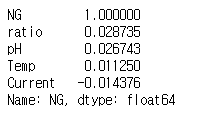 NG 1.000000
ratio 0.028735
pH 0.026743
Temp 0.011250
Current -0.014376
Name: NG, dtype: float64